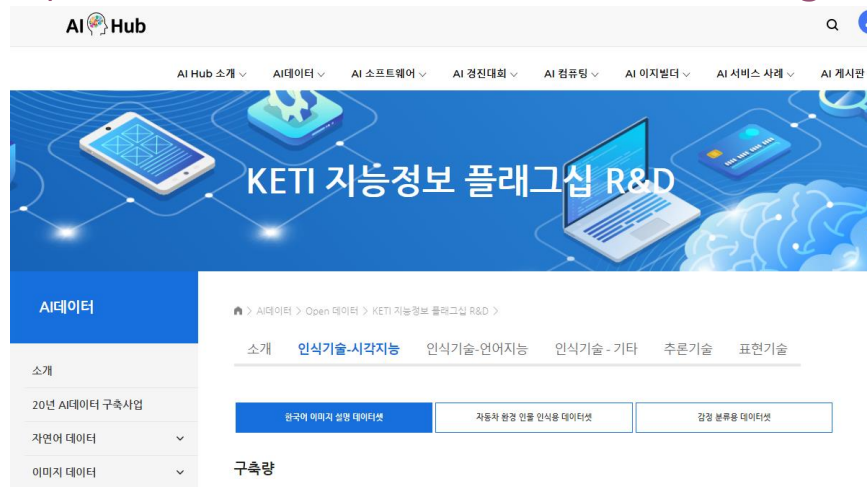 AI Hub
AI Hub 소개 AI데이터 AI 소프트웨어 AI 경진대회 AI 컴퓨팅 AI 이지빌더 AI 서비스 사례 AI 게시판
KETI 지능정보 플래그십 R&D
AI데이터
> AI데이터 > Open 데이터 > KETI 지능정보 플래그십 R&D >
소개 인식기술-시각지능 인식기술-언어지능 인식기술 - 기타 추론기술 표현기술
소개
20년 AI데이터 구축사업
한국어 이미지 설명 데이터셋 자동차 환경 인물 인식용 데이터셋 감정 분류용 데이터셋
자연어 데이터
이미지 데이터
구축량